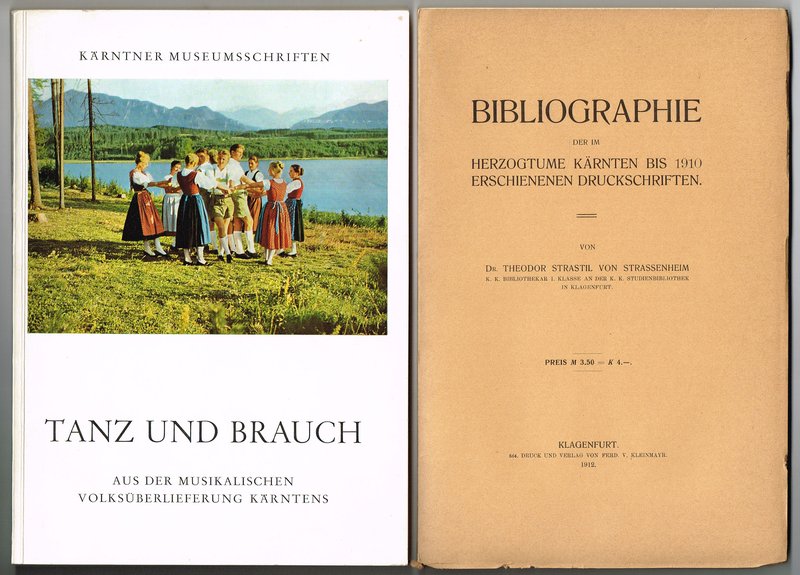 KÄRNTNER MUSEUMSSCHRIFTEN
TANZ UND BRAUCH
AUS DER MUSIKALISCHEN
VOLKSÜBERLIEFERUNG KÄRNTENS
BIBLIOGRAPHIE
DER IM
HERZOGTUME KÄRNTEN BIS 1910
ERSCHIENENEN DRUCKSCHRIFTEN.
VON
DR. THEODOR STRASTIL VON STRASSENHEIM
K. K. BIBLIOTHEKAR I. KLASSE AN DER K. K. STUDIENBIBLIOTHEK
IN KLAGENFURT.
PREIS M 3.50 = K 4.—.
KLAGENFURT.
864. DRUCK UND VERLAG VON FERD. V. KLEINMAYR.
1912.